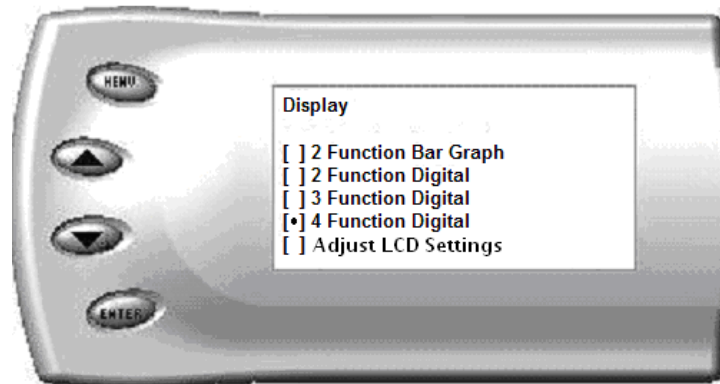 MENU
Display
[ ] 2 Function Bar Graph
[ ] 2 Function Digital
[ ] 3 Function Digital
[•] 4 Function Digital
[ ] Adjust LCD Settings
ENTER